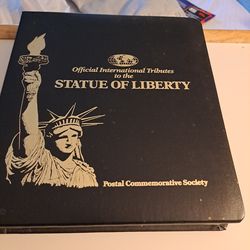 Official International Tributes
to the
STATUE OF LIBERTY
Postal Commemorative Society